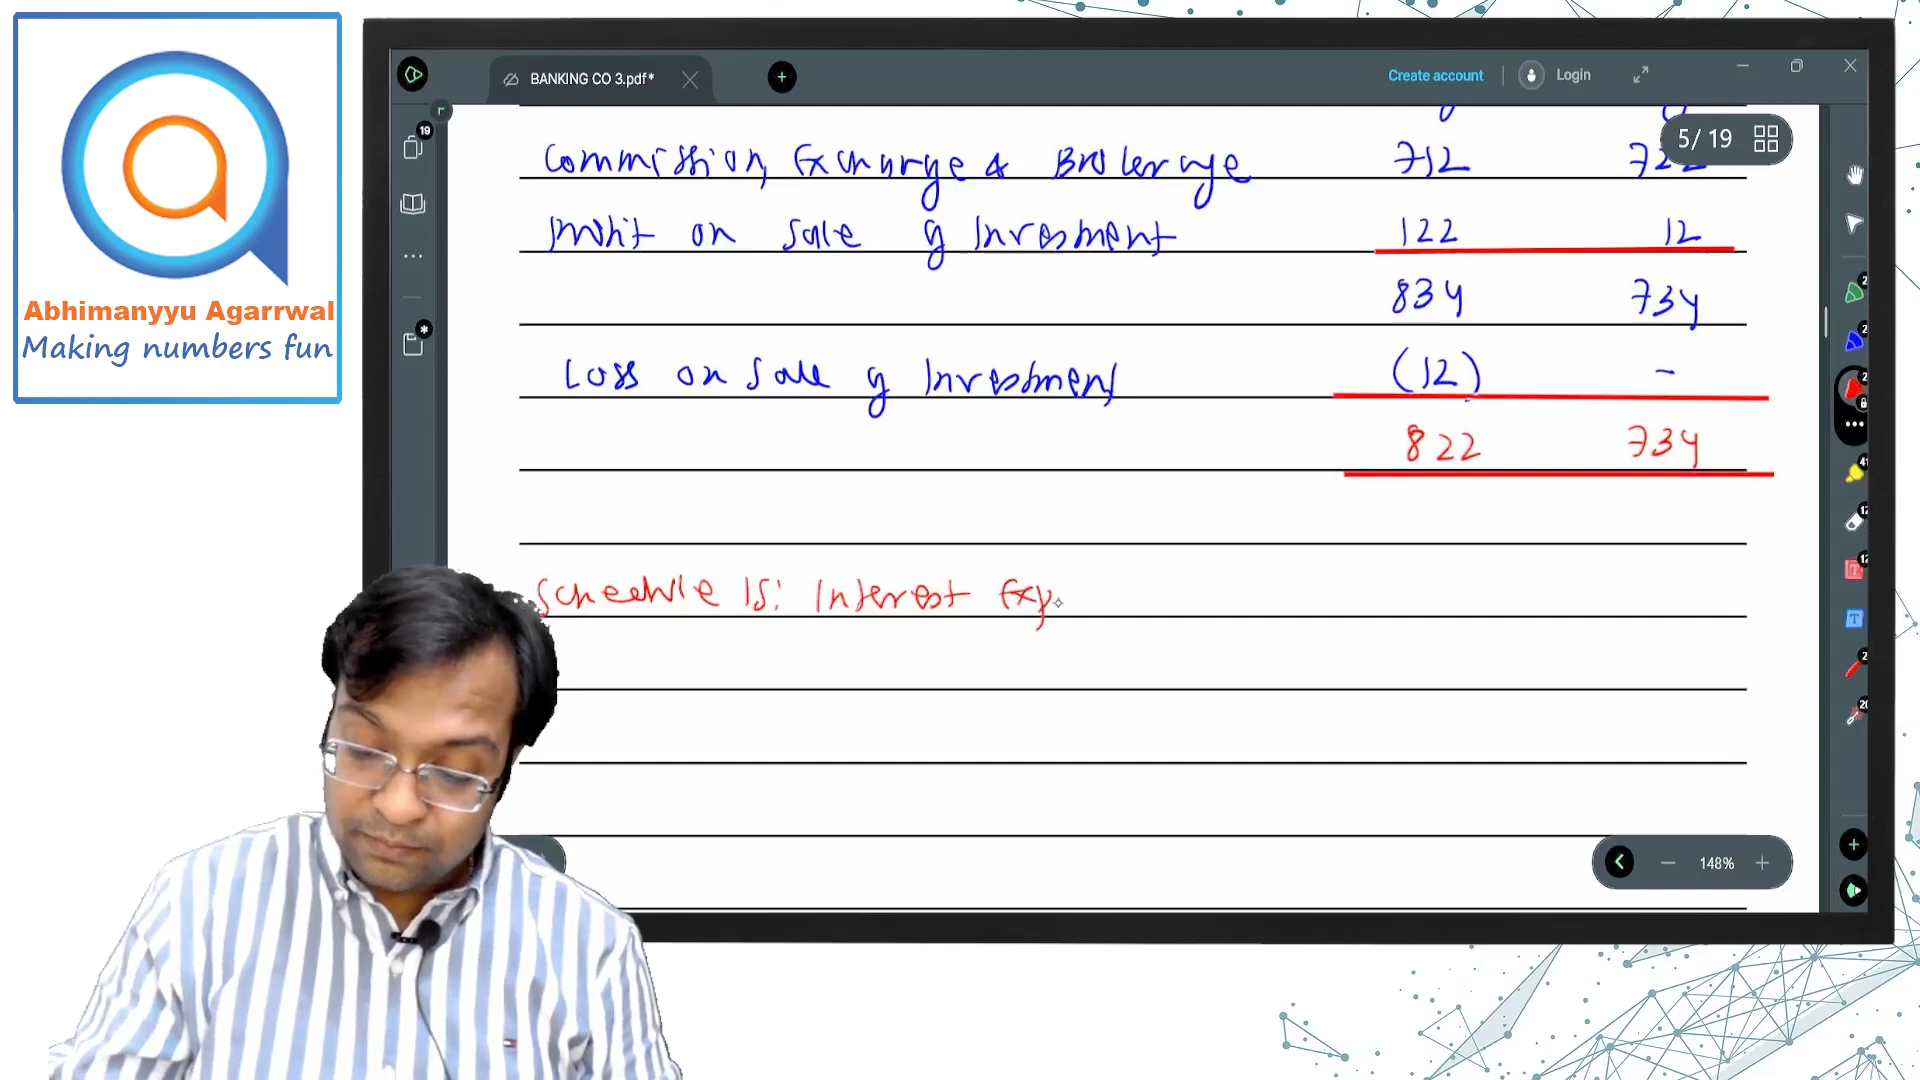 Abhimanyyu Agarrwal
Making numbers fun
BANKING CO 3.pdf*
Create account
Login
19
5/ 19
Commission, Exchange & Brokerage 712 722
Profit on Sale of Investment 122 12
834 734
Loss on Sale of Investment (12) -
822 734
Schedule 15: Interest Exp
148%